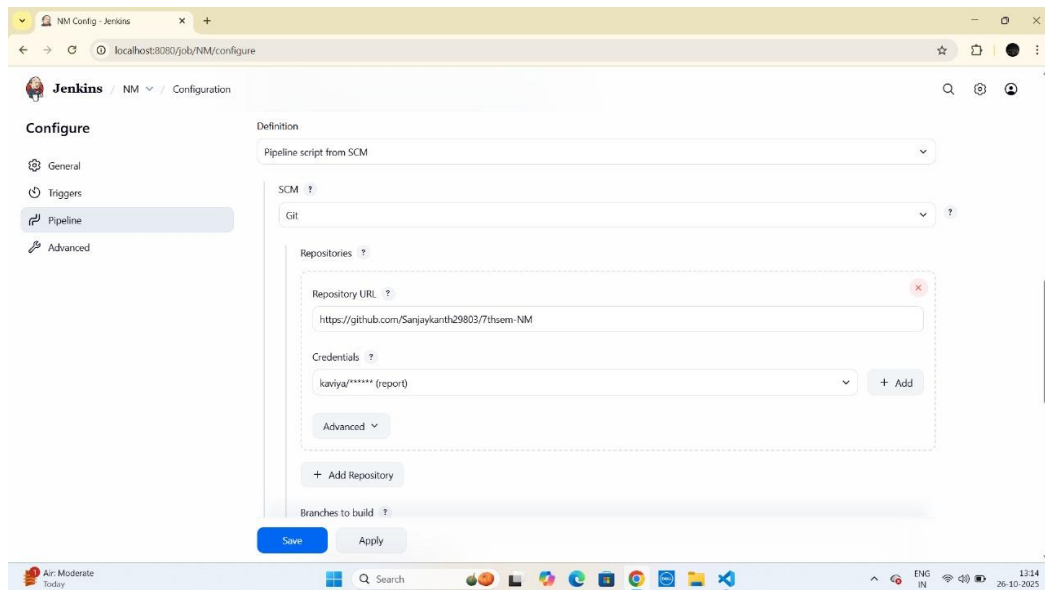 NM Config - Jenkins
localhost:8080/job/NM/configure
Jenkins / NM / Configuration
Configure
General
Triggers
Pipeline
Advanced
Definition
Pipeline script from SCM
SCM ?
Git
?
Repositories ?
Repository URL ?
https://github.com/Sanjaykanth29803/7thsem-NM
Credentials ?
kaviya/****** (report)
+ Add
Advanced
+ Add Repository
Branches to build ?
Save
Apply
Air: Moderate
Today
Search
ENG
IN
13:14
26-10-2025